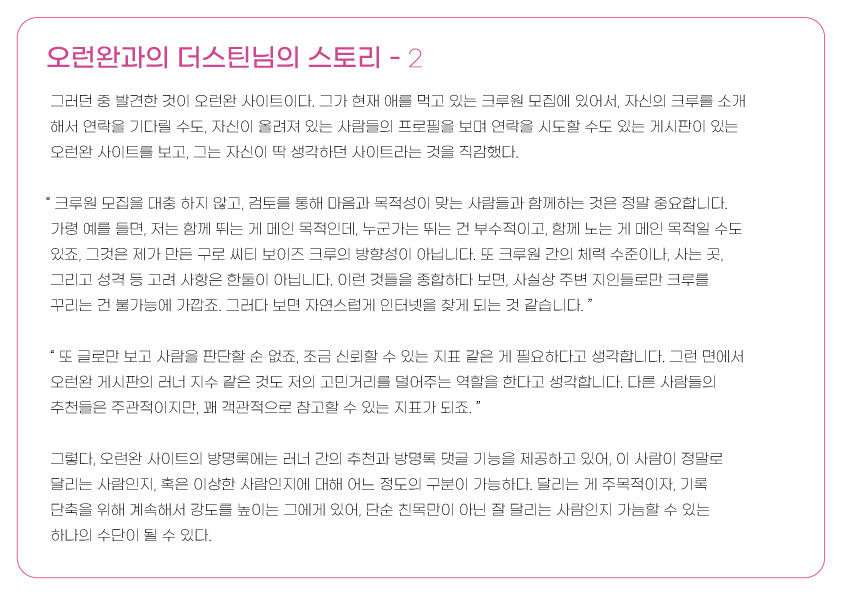 오런완과의 더스틴님의 스토리 - 2
그러던 중 발견한 것이 오런완 사이트이다. 그가 현재 애를 먹고 있는 크루원 모집에 있어서, 자신의 크루를 소개
해서 연락을 기다릴 수도, 자신이 올려져 있는 사람들의 프로필을 보며 연락을 시도할 수도 있는 게시판이 있는
오런완 사이트를 보고, 그는 자신이 딱 생각하던 사이트라는 것을 직감했다.
“ 크루원 모집을 대충 하지 않고, 검토를 통해 마음과 목적성이 맞는 사람들과 함께하는 것은 정말 중요합니다.
가령 예를 들면, 저는 함께 뛰는 게 메인 목적인데, 누군가는 뛰는 건 부수적이고, 함께 노는 게 메인 목적일 수도
있죠, 그것은 제가 만든 구로 씨티 보이즈 크루의 방향성이 아닙니다. 또 크루원 간의 체력 수준이나, 사는 곳,
그리고 성격 등 고려 사항은 한둘이 아닙니다. 이런 것들을 종합하다 보면, 사실상 주변 지인들로만 크루를
꾸리는 건 불가능에 가깝죠. 그러다 보면 자연스럽게 인터넷을 찾게 되는 것 같습니다. ”
“ 또 글로만 보고 사람을 판단할 순 없죠, 조금 신뢰할 수 있는 지표 같은 게 필요하다고 생각합니다. 그런 면에서
오런완 게시판의 러너 지수 같은 것도 저의 고민거리를 덜어주는 역할을 한다고 생각합니다. 다른 사람들의
추천들은 주관적이지만, 꽤 객관적으로 참고할 수 있는 지표가 되죠. ”
그렇다, 오런완 사이트의 방명록에는 러너 간의 추천과 방명록 댓글 기능을 제공하고 있어, 이 사람이 정말로
달리는 사람인지, 혹은 이상한 사람인지에 대해 어느 정도의 구분이 가능하다. 달리는 게 주목적이자, 기록
단축을 위해 계속해서 강도를 높이는 그에게 있어, 단순 친목만이 아닌 잘 달리는 사람인지 가늠할 수 있는
하나의 수단이 될 수 있다.